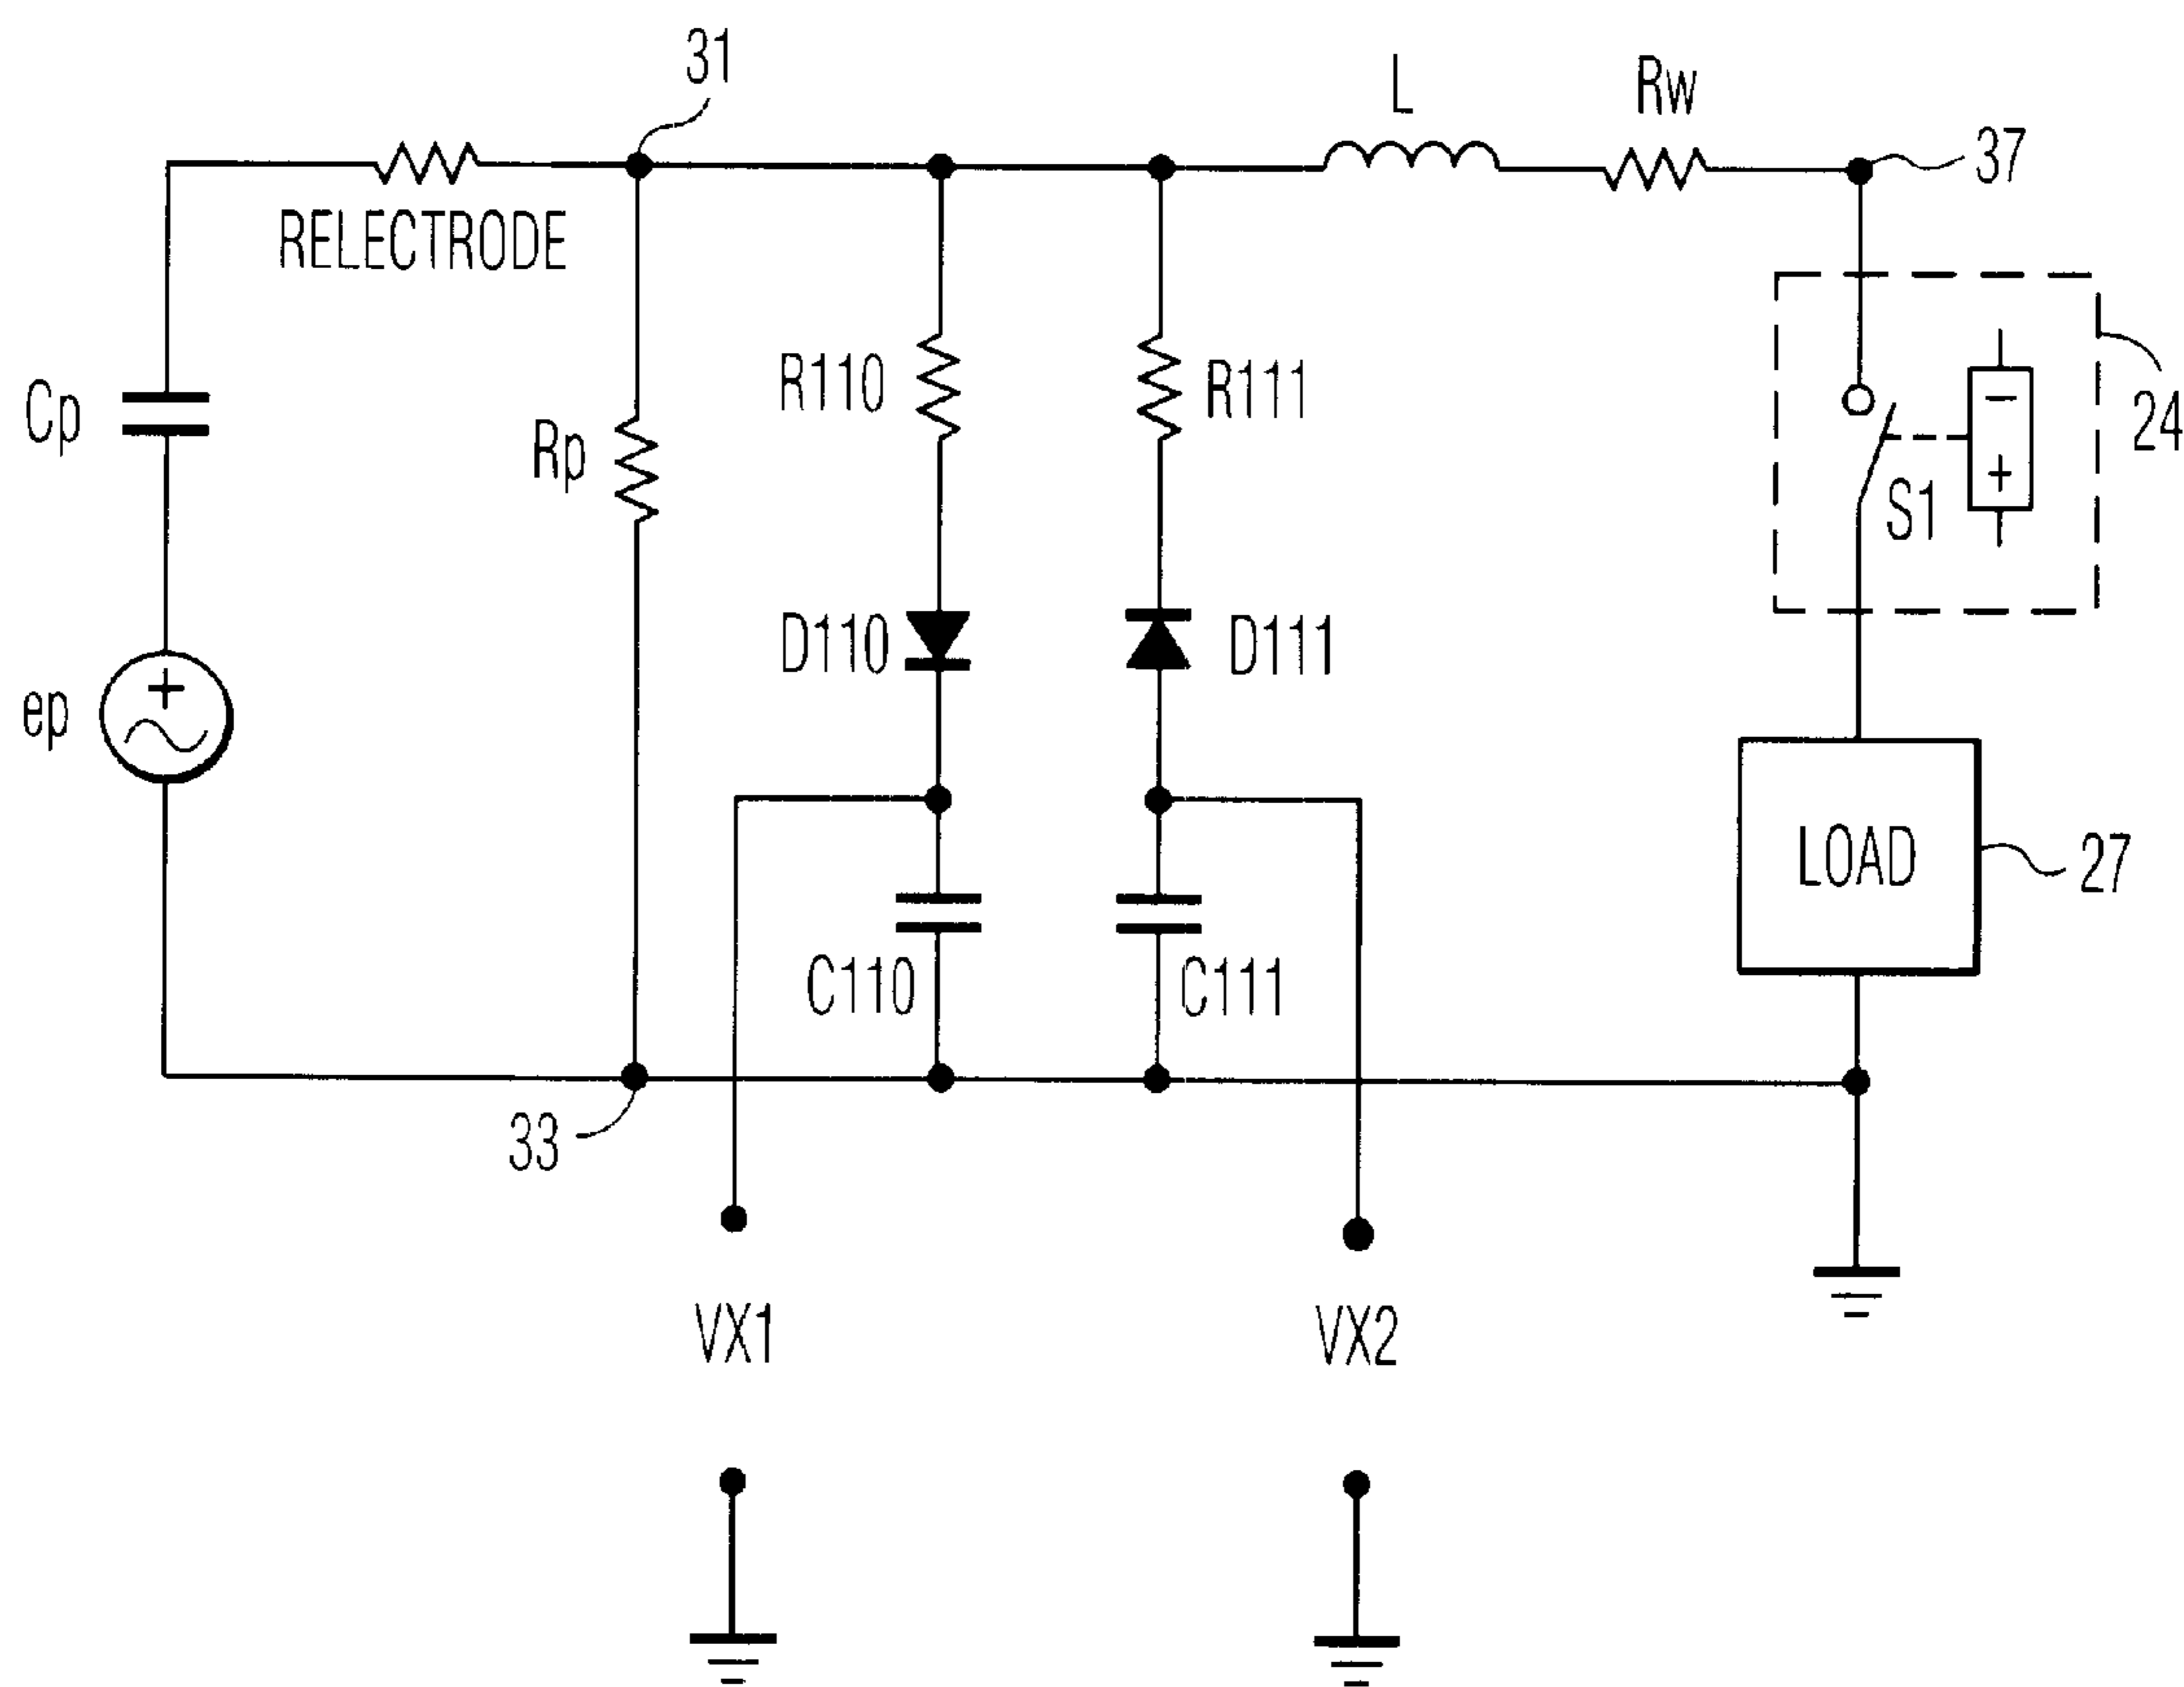 31
L
Rw
37
RELECTRODE
Cp
Rp
R110
R111
24
S1
-
+
ep
+
D110
D111
LOAD
27
C110
C111
33
VX1
VX2